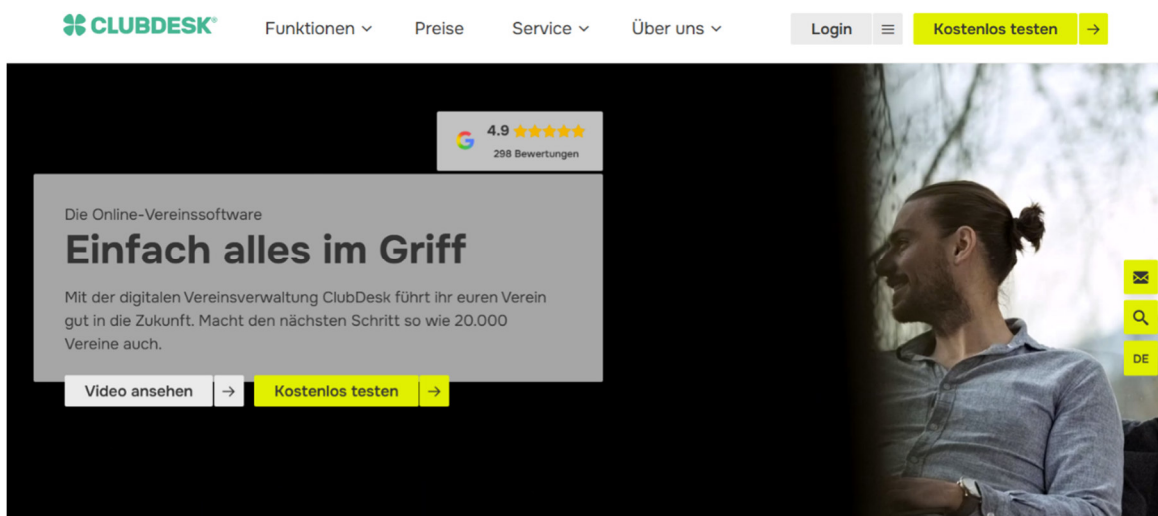 CLUBDESK®
Funktionen
Preise
Service
Über uns
Login
Kostenlos testen
4.9
298 Bewertungen
Die Online-Vereinssoftware
Einfach alles im Griff
Mit der digitalen Vereinsverwaltung ClubDesk führt ihr euren Verein
gut in die Zukunft. Macht den nächsten Schritt so wie 20.000
Vereine auch.
Video ansehen
Kostenlos testen
DE